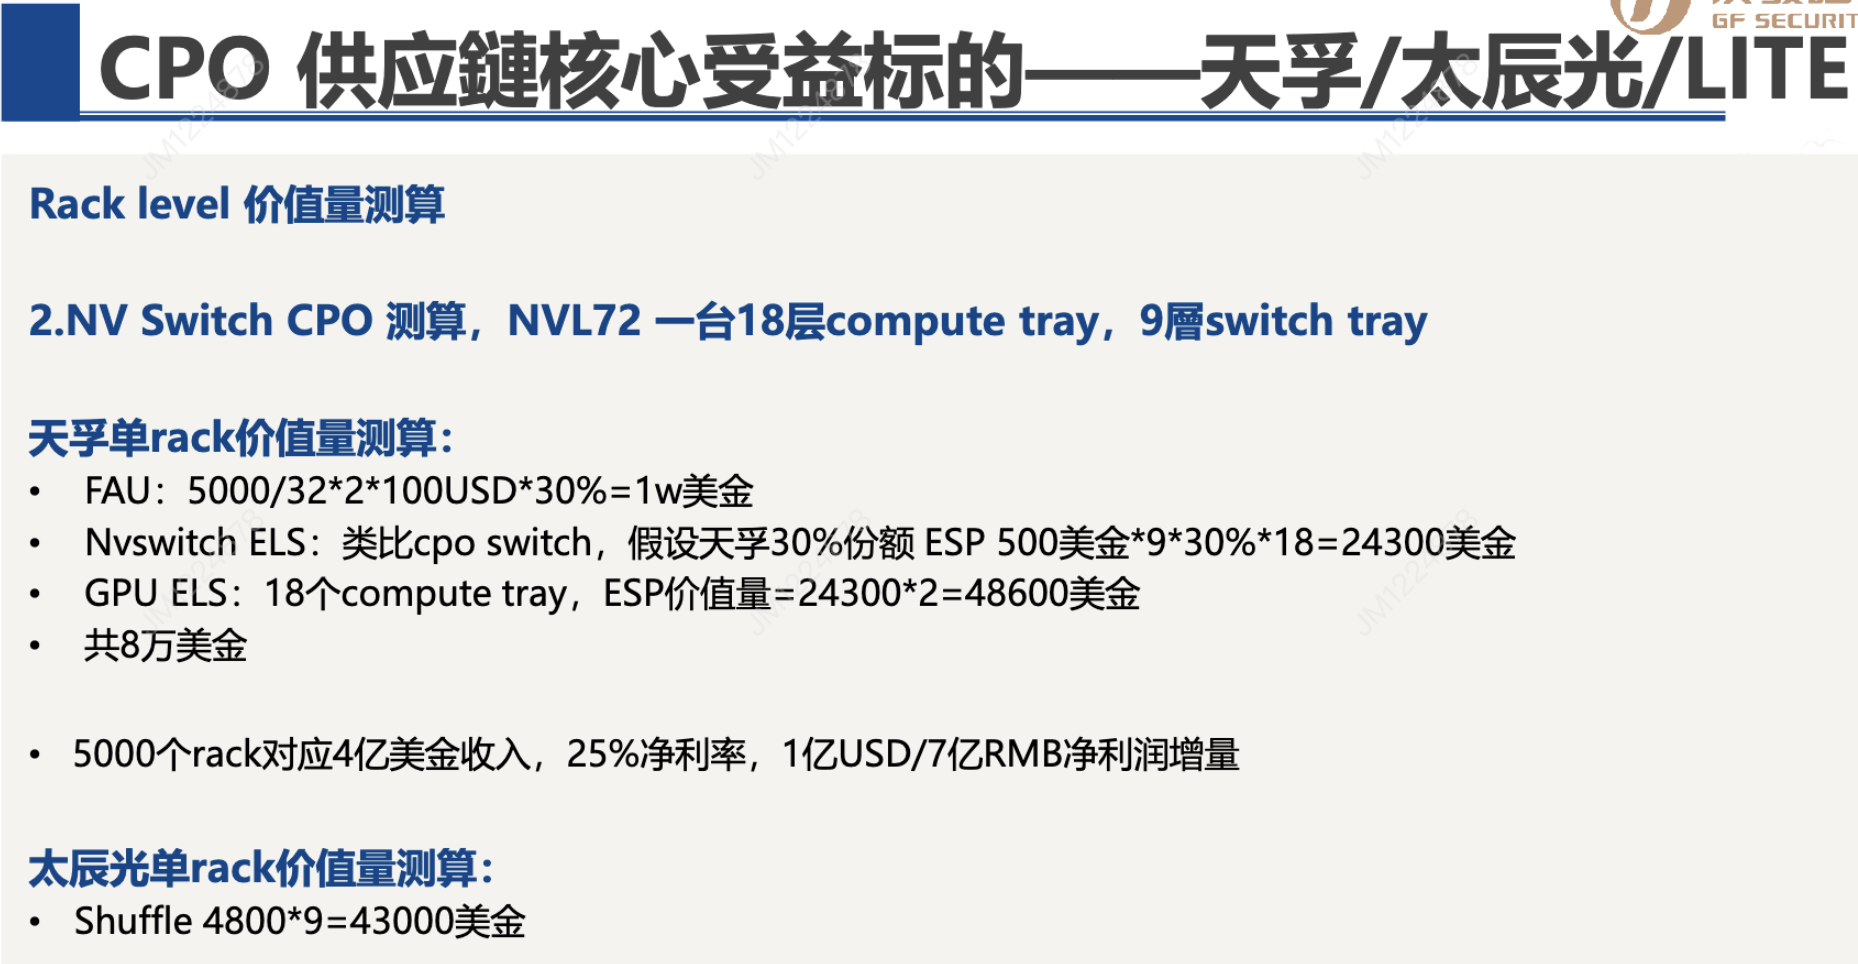 GF SECURIT
CPO 供应鏈核心受益标的——天孚/太辰光/LITE
Rack level 价值量测算
2.NV Switch CPO 测算，NVL72 一台18层compute tray，9層switch tray
天孚单rack价值量测算：
• FAU：5000/32*2*100USD*30%=1w美金
• Nvswitch ELS：类比cpo switch，假设天孚30%份额 ESP 500美金*9*30%*18=24300美金
• GPU ELS：18个compute tray，ESP价值量=24300*2=48600美金
• 共8万美金
• 5000个rack对应4亿美金收入，25%净利率，1亿USD/7亿RMB净利润增量
太辰光单rack价值量测算：
• Shuffle 4800*9=43000美金
JM1224878
JM1224878
JM1224878
JM1224878
JM1224878
JM1224878